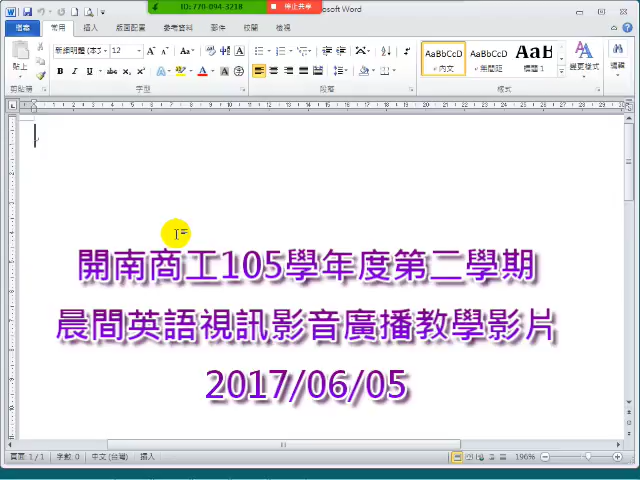 ID:770-094-3218 停止共享 osoft Word
檔案 常用 插入 版面配置 參考資料 郵件 校閱 檢視
貼上 新細明體 (本文 12 AaBbCcD AaBbCcD AaBbC 變更樣式 編輯
內文 無間距 標題 1
剪貼簿 字型 段落 樣式
開南商工105學年度第二學期
晨間英語視訊影音廣播教學影片
2017/06/05
頁面: 1/1 字數: 0 中文 (台灣) 插入 196%